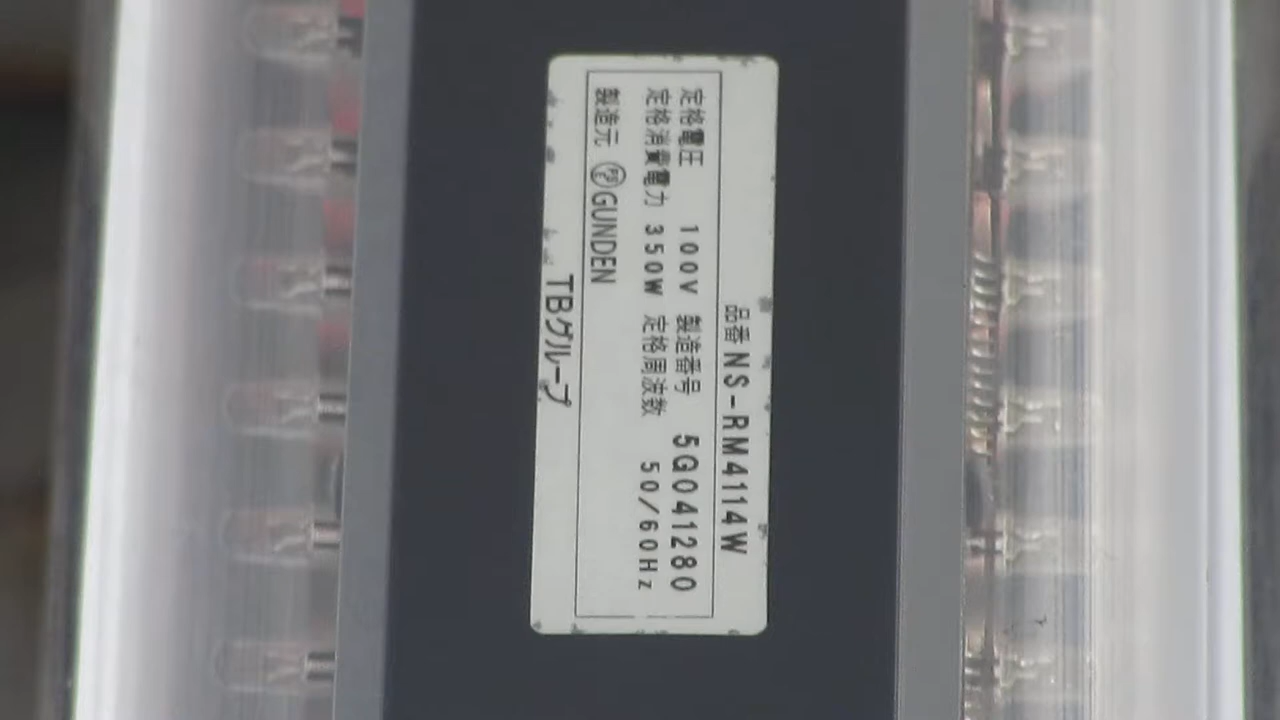 品番 NS-RM4114W
定格電圧 100V 製造番号 5G041280
定格消費電力 350W 定格周波数 50/60Hz
製造元 GUNDEN
TBグループ